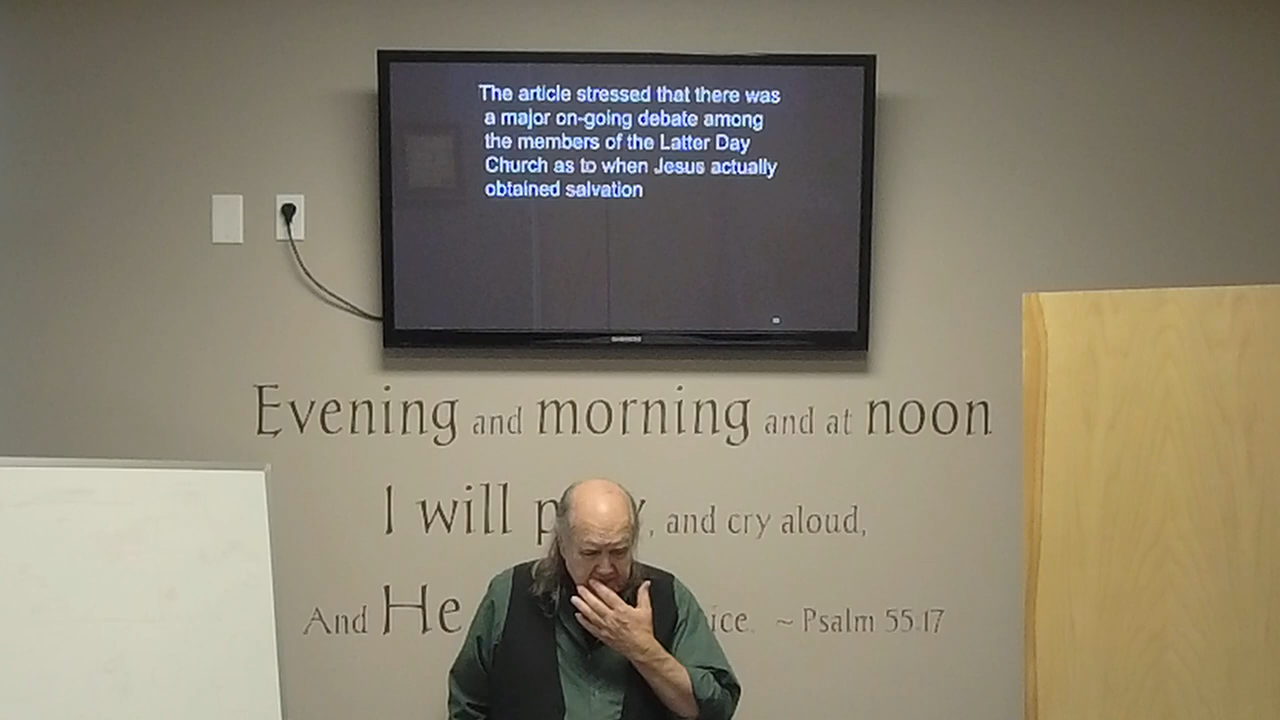 The article stressed that there was
a major on-going debate among
the members of the Latter Day
Church as to when Jesus actually
obtained salvation
Evening and morning and at noon
I will , and cry aloud,
And He ~ Psalm 55:17